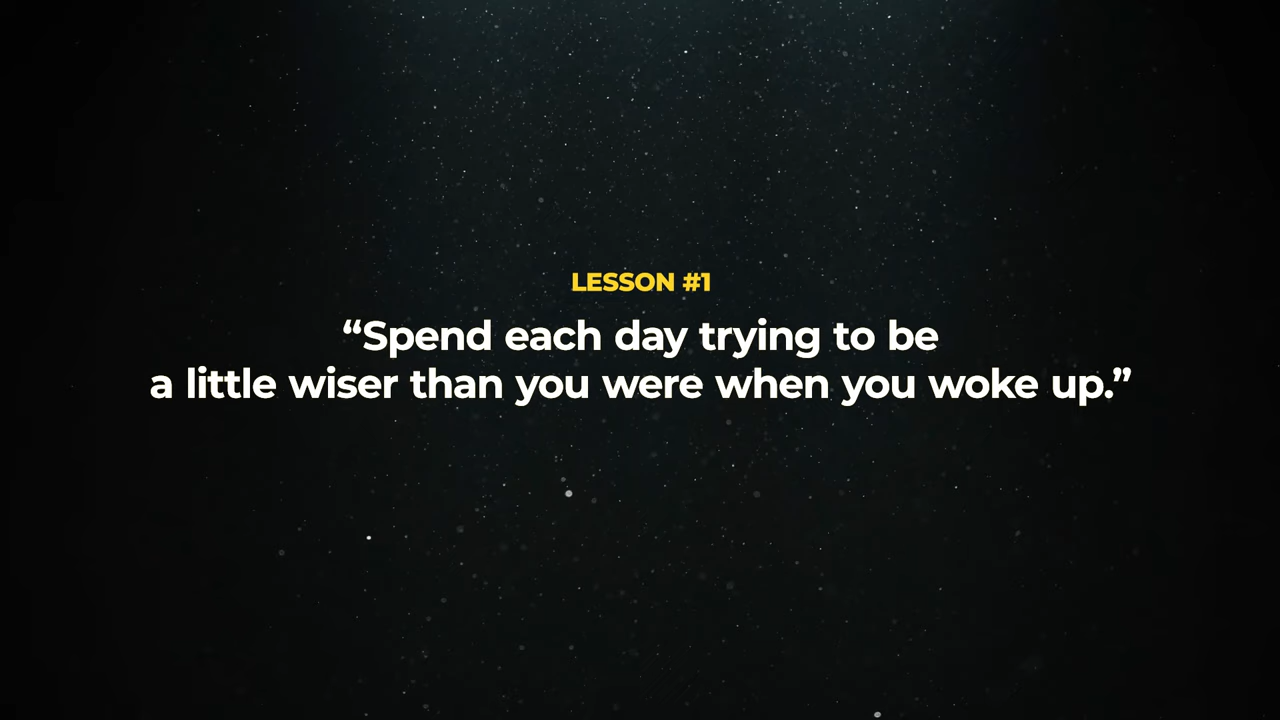 LESSON #1
“Spend each day trying to be
a little wiser than you were when you woke up.”